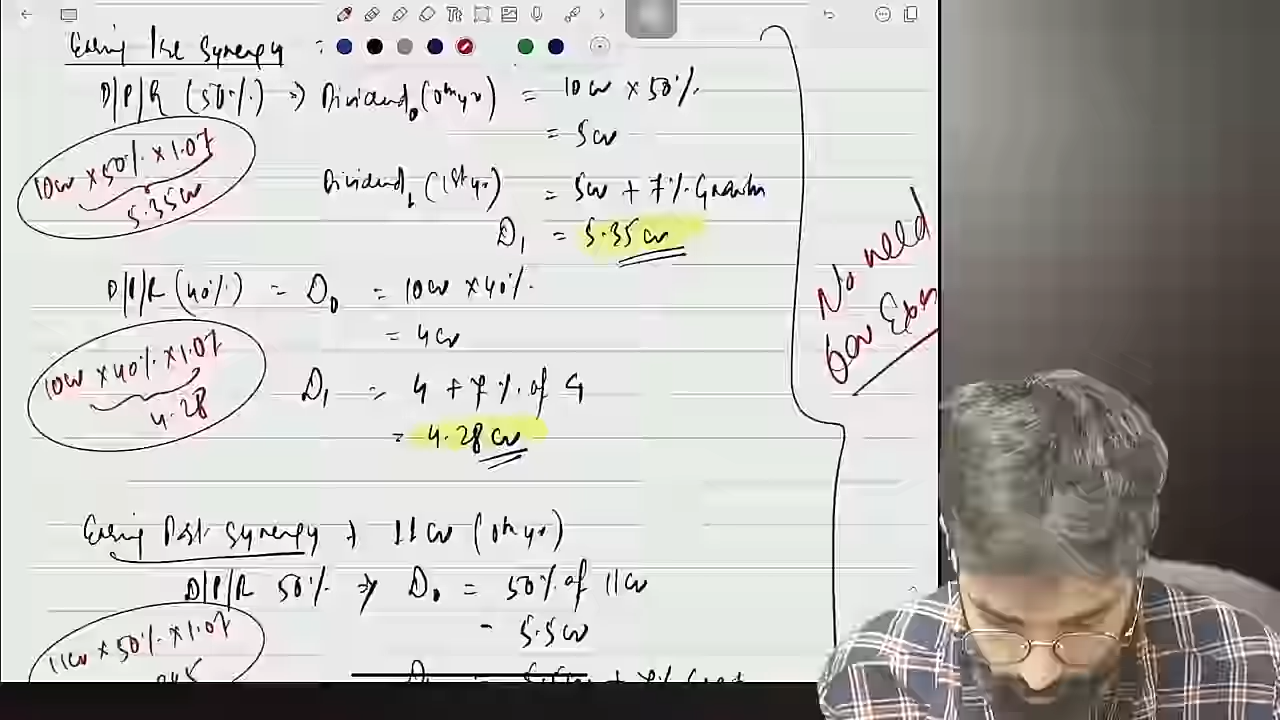 Earning Pre Synergy :
D/P/R (50%) => Dividend0 (0th yr) = 10cr × 50%
= 5cr
10cr × 50% × 1.07
5.35cr
Dividend1 (1st yr) = 5cr + 7% Growth
D1 = 5.35 cr
D/P/R (40%) = D0 = 10cr × 40%
= 4cr
10cr × 40% × 1.07
4.28
D1 = 4 + 7% of 4
= 4.28 cr
No need
for Exam
Earning Post Synergy → 11cr (0th yr)
D/P/R 50% => D0 = 50% of 11cr
= 5.5cr
11cr × 50% × 1.07